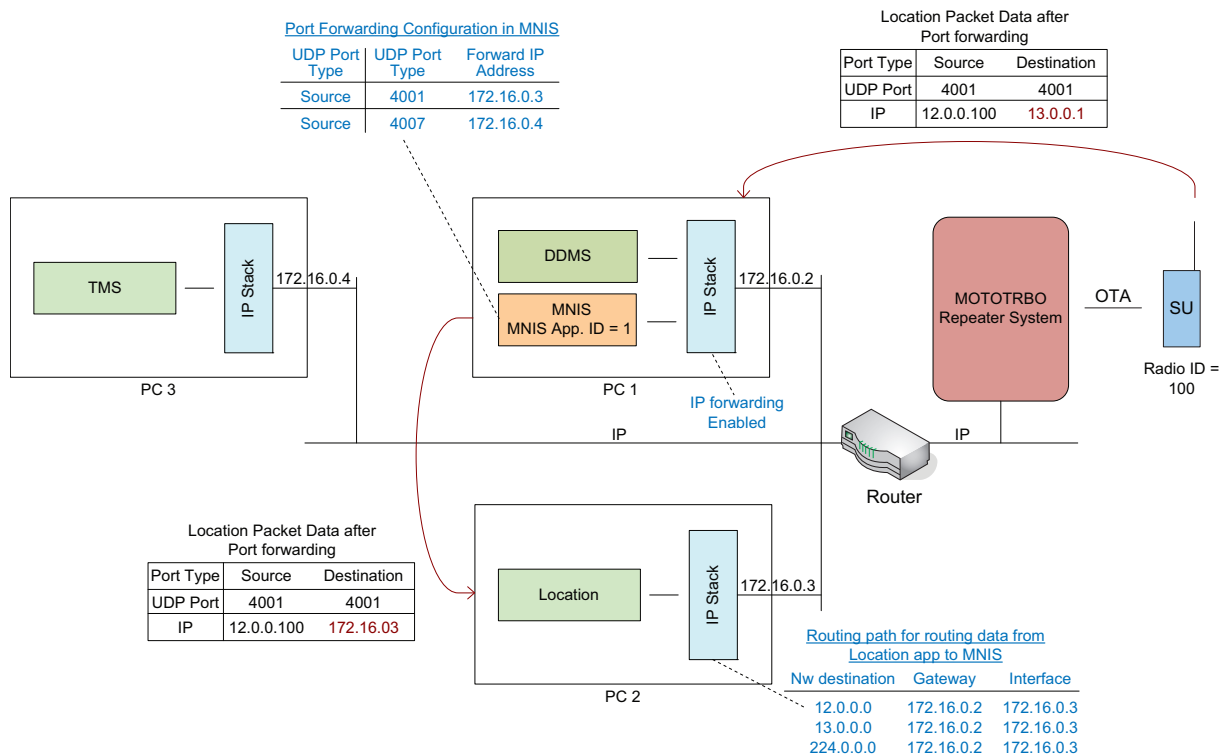 Port Forwarding Configuration in MNIS
UDP Port Type UDP Port Type Forward IP Address
Source 4001 172.16.0.3
Source 4007 172.16.0.4
Location Packet Data after
Port forwarding
Port Type Source Destination
UDP Port 4001 4001
IP 12.0.0.100 13.0.0.1
TMS
IP Stack
172.16.0.4
PC 3
DDMS
MNIS
MNIS App. ID = 1
IP Stack
172.16.0.2
PC 1
IP forwarding
Enabled
MOTOTRBO
Repeater System
OTA
SU
Radio ID =
100
IP
IP
Router
Location Packet Data after
Port forwarding
Port Type Source Destination
UDP Port 4001 4001
IP 12.0.0.100 172.16.03
Location
IP Stack
172.16.0.3
PC 2
Routing path for routing data from
Location app to MNIS
Nw destination Gateway Interface
12.0.0.0 172.16.0.2 172.16.0.3
13.0.0.0 172.16.0.2 172.16.0.3
224.0.0.0 172.16.0.2 172.16.0.3